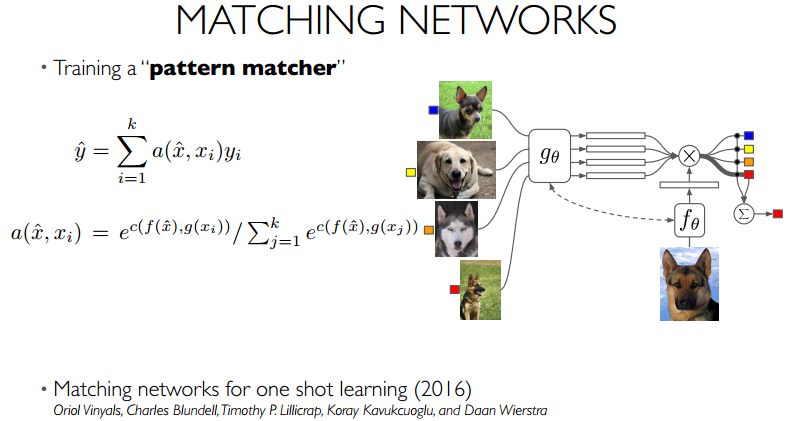 MATCHING NETWORKS
• Training a “pattern matcher”
ŷ = ∑_{i=1}^{k} a(x̂, x_i)y_i
a(x̂, x_i) = e^{c(f(x̂),g(x_i))} / ∑_{j=1}^{k} e^{c(f(x̂),g(x_j))}
g_θ
×
f_θ
Σ
• Matching networks for one shot learning (2016)
Oriol Vinyals, Charles Blundell, Timothy P. Lillicrap, Koray Kavukcuoglu, and Daan Wierstra